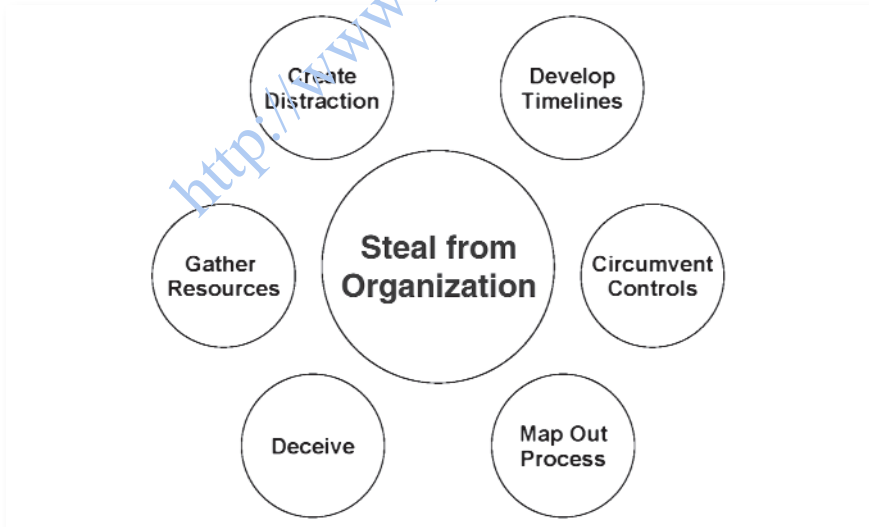 Create
Distraction
Develop
Timelines
Steal from
Organization
Gather
Resources
Circumvent
Controls
Deceive
Map Out
Process
http://www.